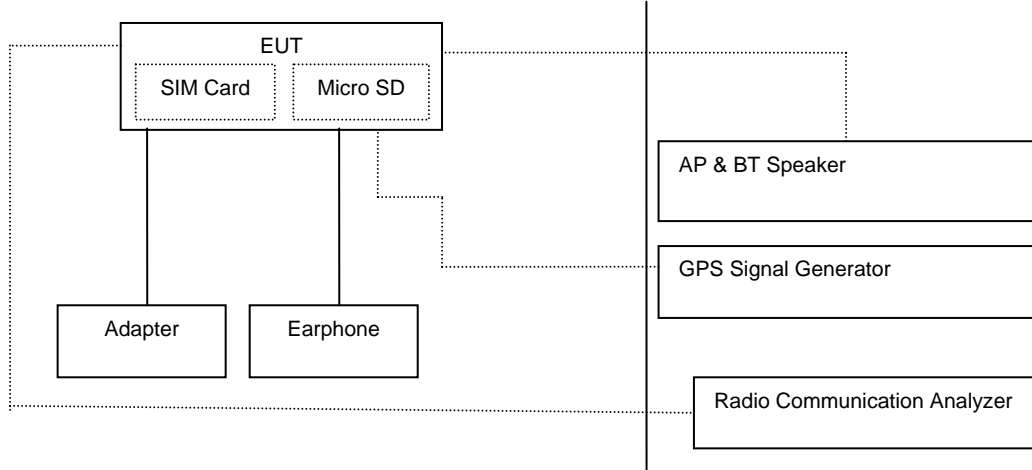 EUT
SIM Card
Micro SD
AP & BT Speaker
GPS Signal Generator
Adapter
Earphone
Radio Communication Analyzer